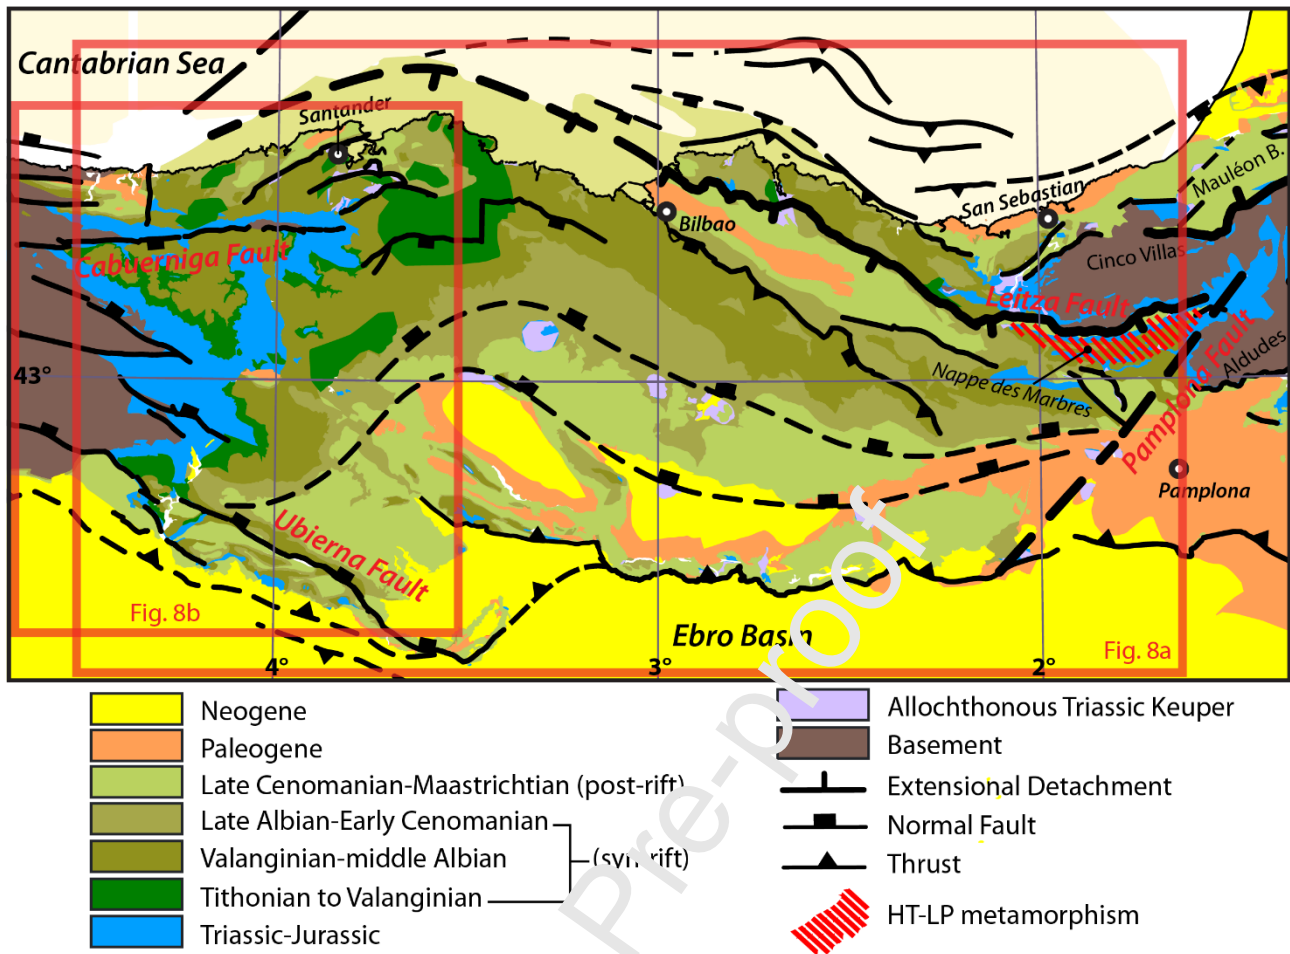 Cantabrian Sea
Santander
San Sebastian
Mauléon B.
Bilbao
Cinco Villas
Cabuerniga Fault
Leitza Fault
43°
Nappe des Marbres
Pamplona Fault
Aldudes
Pamplona
Ubierna Fault
Fig. 8b
Ebro Basin
Fig. 8a
4°
3°
2°
Neogene
Paleogene
Late Cenomanian-Maastrichtian (post-rift)
Late Albian-Early Cenomanian
Valanginian-middle Albian
(syn-rift)
Tithonian to Valanginian
Triassic-Jurassic
Allochthonous Triassic Keuper
Basement
Extensional Detachment
Normal Fault
Thrust
HT-LP metamorphism
Pre-proof